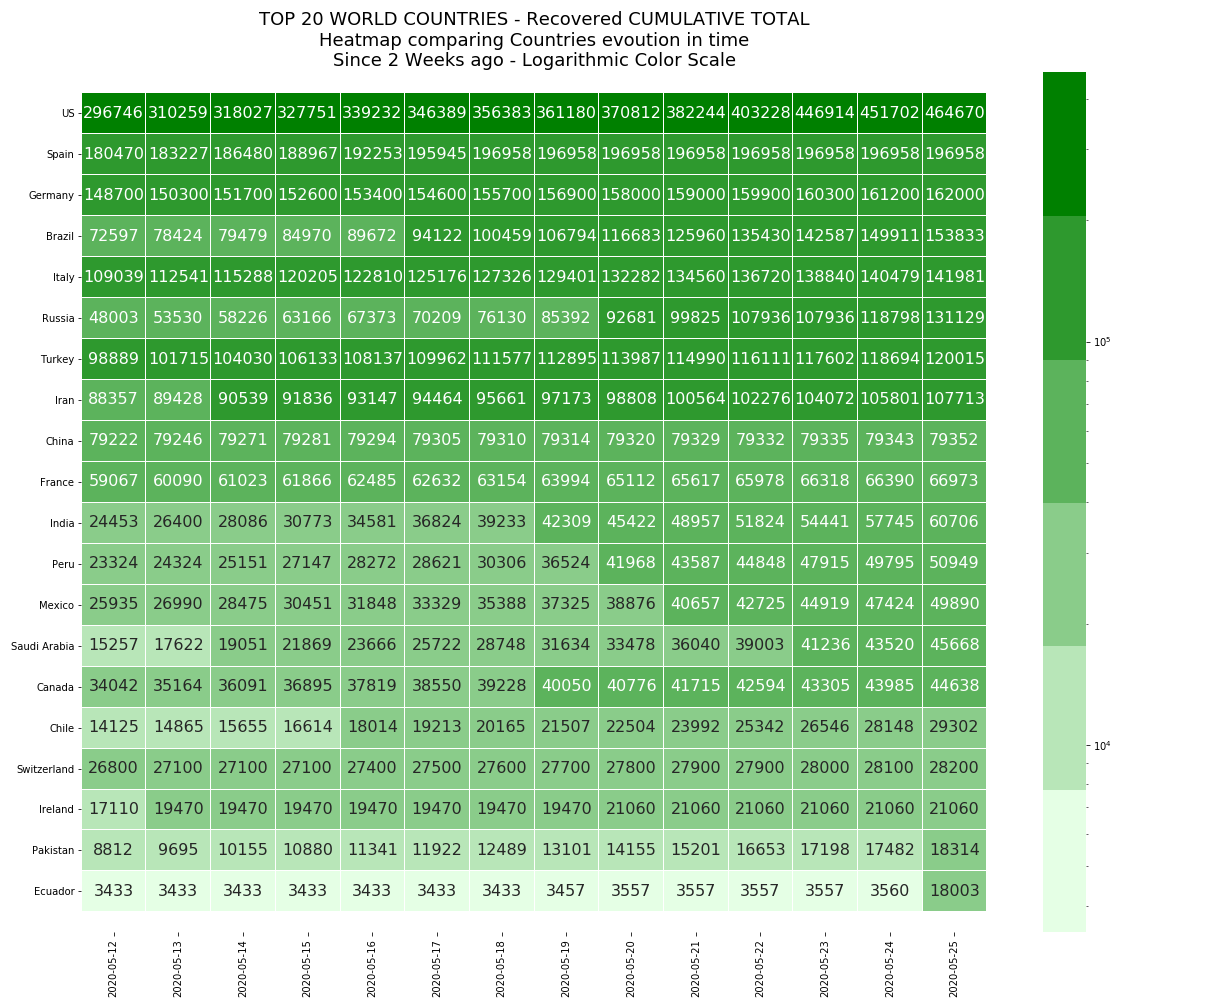 TOP 20 WORLD COUNTRIES - Recovered CUMULATIVE TOTAL
Heatmap comparing Countries evoution in time
Since 2 Weeks ago - Logarithmic Color Scale
US 296746 310259 318027 327751 339232 346389 356383 361180 370812 382244 403228 446914 451702 464670
Spain 180470 183227 186480 188967 192253 195945 196958 196958 196958 196958 196958 196958 196958 196958
Germany 148700 150300 151700 152600 153400 154600 155700 156900 158000 159000 159900 160300 161200 162000
Brazil 72597 78424 79479 84970 89672 94122 100459 106794 116683 125960 135430 142587 149911 153833
Italy 109039 112541 115288 120205 122810 125176 127326 129401 132282 134560 136720 138840 140479 141981
Russia 48003 53530 58226 63166 67373 70209 76130 85392 92681 99825 107936 107936 118798 131129
Turkey 98889 101715 104030 106133 108137 109962 111577 112895 113987 114990 116111 117602 118694 120015
10⁵
Iran 88357 89428 90539 91836 93147 94464 95661 97173 98808 100564 102276 104072 105801 107713
China 79222 79246 79271 79281 79294 79305 79310 79314 79320 79329 79332 79335 79343 79352
France 59067 60090 61023 61866 62485 62632 63154 63994 65112 65617 65978 66318 66390 66973
India 24453 26400 28086 30773 34581 36824 39233 42309 45422 48957 51824 54441 57745 60706
Peru 23324 24324 25151 27147 28272 28621 30306 36524 41968 43587 44848 47915 49795 50949
Mexico 25935 26990 28475 30451 31848 33329 35388 37325 38876 40657 42725 44919 47424 49890
Saudi Arabia 15257 17622 19051 21869 23666 25722 28748 31634 33478 36040 39003 41236 43520 45668
Canada 34042 35164 36091 36895 37819 38550 39228 40050 40776 41715 42594 43305 43985 44638
Chile 14125 14865 15655 16614 18014 19213 20165 21507 22504 23992 25342 26546 28148 29302
10⁴
Switzerland 26800 27100 27100 27100 27400 27500 27600 27700 27800 27900 27900 28000 28100 28200
Ireland 17110 19470 19470 19470 19470 19470 19470 19470 21060 21060 21060 21060 21060 21060
Pakistan 8812 9695 10155 10880 11341 11922 12489 13101 14155 15201 16653 17198 17482 18314
Ecuador 3433 3433 3433 3433 3433 3433 3433 3457 3557 3557 3557 3557 3560 18003
2020-05-12 2020-05-13 2020-05-14 2020-05-15 2020-05-16 2020-05-17 2020-05-18 2020-05-19 2020-05-20 2020-05-21 2020-05-22 2020-05-23 2020-05-24 2020-05-25